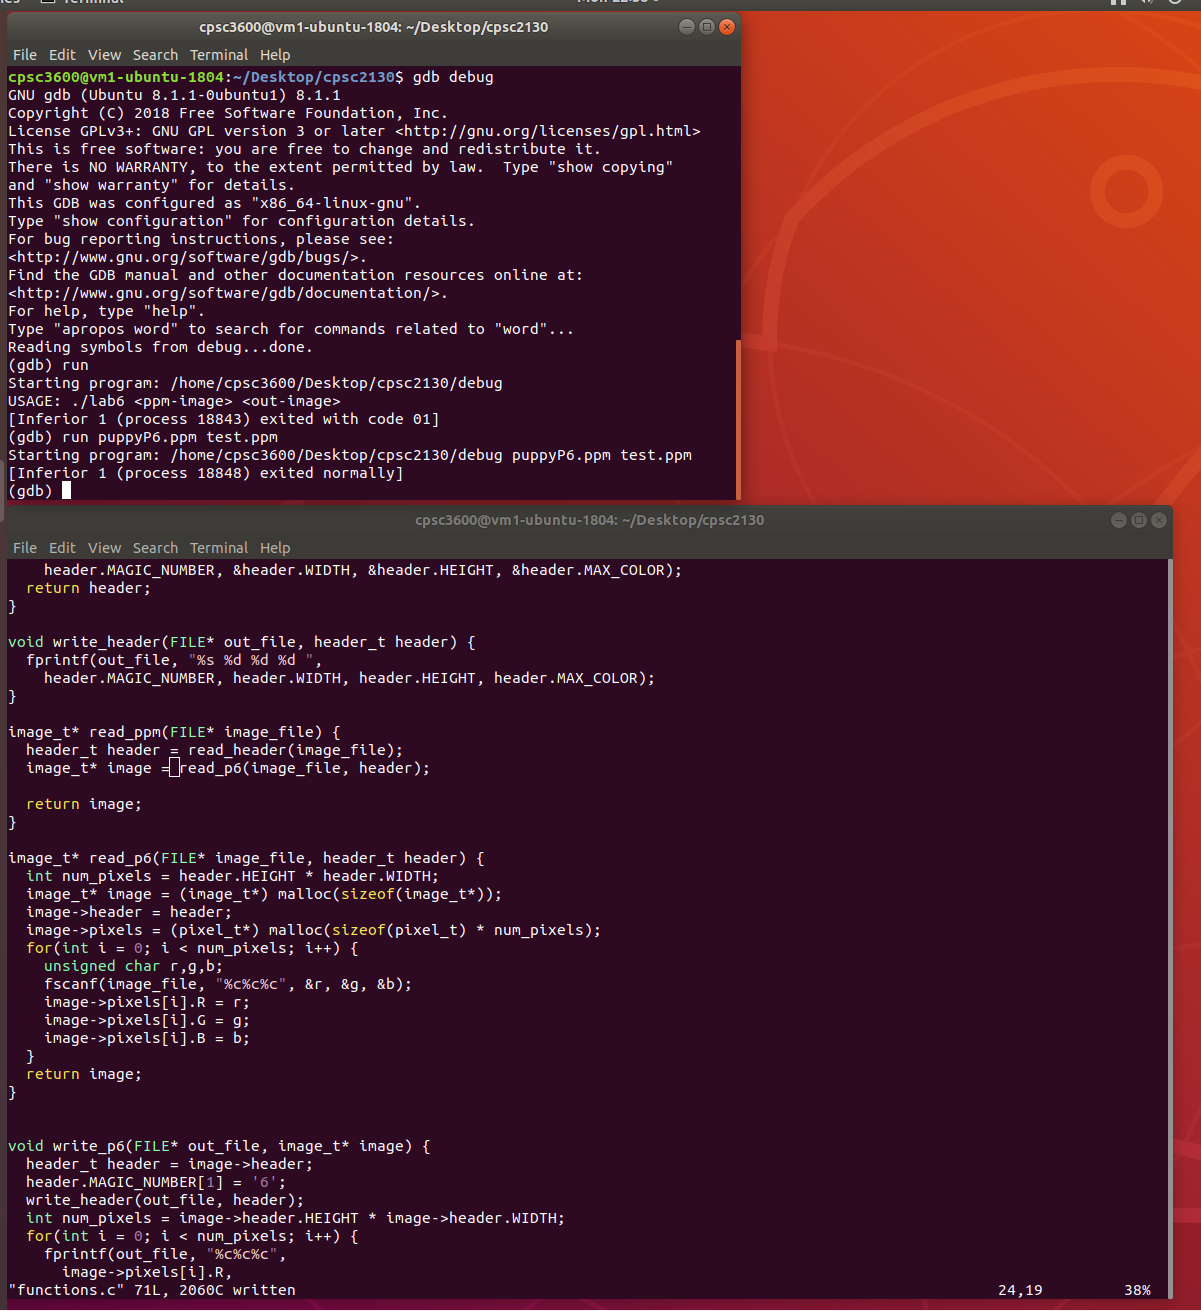 cpsc3600@vm1-ubuntu-1804: ~/Desktop/cpsc2130
File Edit View Search Terminal Help
cpsc3600@vm1-ubuntu-1804:~/Desktop/cpsc2130$ gdb debug
GNU gdb (Ubuntu 8.1.1-0ubuntu1) 8.1.1
Copyright (C) 2018 Free Software Foundation, Inc.
License GPLv3+: GNU GPL version 3 or later <http://gnu.org/licenses/gpl.html>
This is free software: you are free to change and redistribute it.
There is NO WARRANTY, to the extent permitted by law.  Type "show copying"
and "show warranty" for details.
This GDB was configured as "x86_64-linux-gnu".
Type "show configuration" for configuration details.
For bug reporting instructions, please see:
<http://www.gnu.org/software/gdb/bugs/>.
Find the GDB manual and other documentation resources online at:
<http://www.gnu.org/software/gdb/documentation/>.
For help, type "help".
Type "apropos word" to search for commands related to "word"...
Reading symbols from debug...done.
(gdb) run
Starting program: /home/cpsc3600/Desktop/cpsc2130/debug
USAGE: ./lab6 <ppm-image> <out-image>
[Inferior 1 (process 18843) exited with code 01]
(gdb) run puppyP6.ppm test.ppm
Starting program: /home/cpsc3600/Desktop/cpsc2130/debug puppyP6.ppm test.ppm
[Inferior 1 (process 18848) exited normally]
(gdb)
cpsc3600@vm1-ubuntu-1804: ~/Desktop/cpsc2130
File Edit View Search Terminal Help
    header.MAGIC_NUMBER, &header.WIDTH, &header.HEIGHT, &header.MAX_COLOR);
  return header;
}
void write_header(FILE* out_file, header_t header) {
  fprintf(out_file, "%s %d %d %d ",
    header.MAGIC_NUMBER, header.WIDTH, header.HEIGHT, header.MAX_COLOR);
}
image_t* read_ppm(FILE* image_file) {
  header_t header = read_header(image_file);
  image_t* image = read_p6(image_file, header);
  return image;
}
image_t* read_p6(FILE* image_file, header_t header) {
  int num_pixels = header.HEIGHT * header.WIDTH;
  image_t* image = (image_t*) malloc(sizeof(image_t*));
  image->header = header;
  image->pixels = (pixel_t*) malloc(sizeof(pixel_t) * num_pixels);
  for(int i = 0; i < num_pixels; i++) {
    unsigned char r,g,b;
    fscanf(image_file, "%c%c%c", &r, &g, &b);
    image->pixels[i].R = r;
    image->pixels[i].G = g;
    image->pixels[i].B = b;
  }
  return image;
}
void write_p6(FILE* out_file, image_t* image) {
  header_t header = image->header;
  header.MAGIC_NUMBER[1] = '6';
  write_header(out_file, header);
  int num_pixels = image->header.HEIGHT * image->header.WIDTH;
  for(int i = 0; i < num_pixels; i++) {
    fprintf(out_file, "%c%c%c",
      image->pixels[i].R,
"functions.c" 71L, 2060C written 24,19 38%